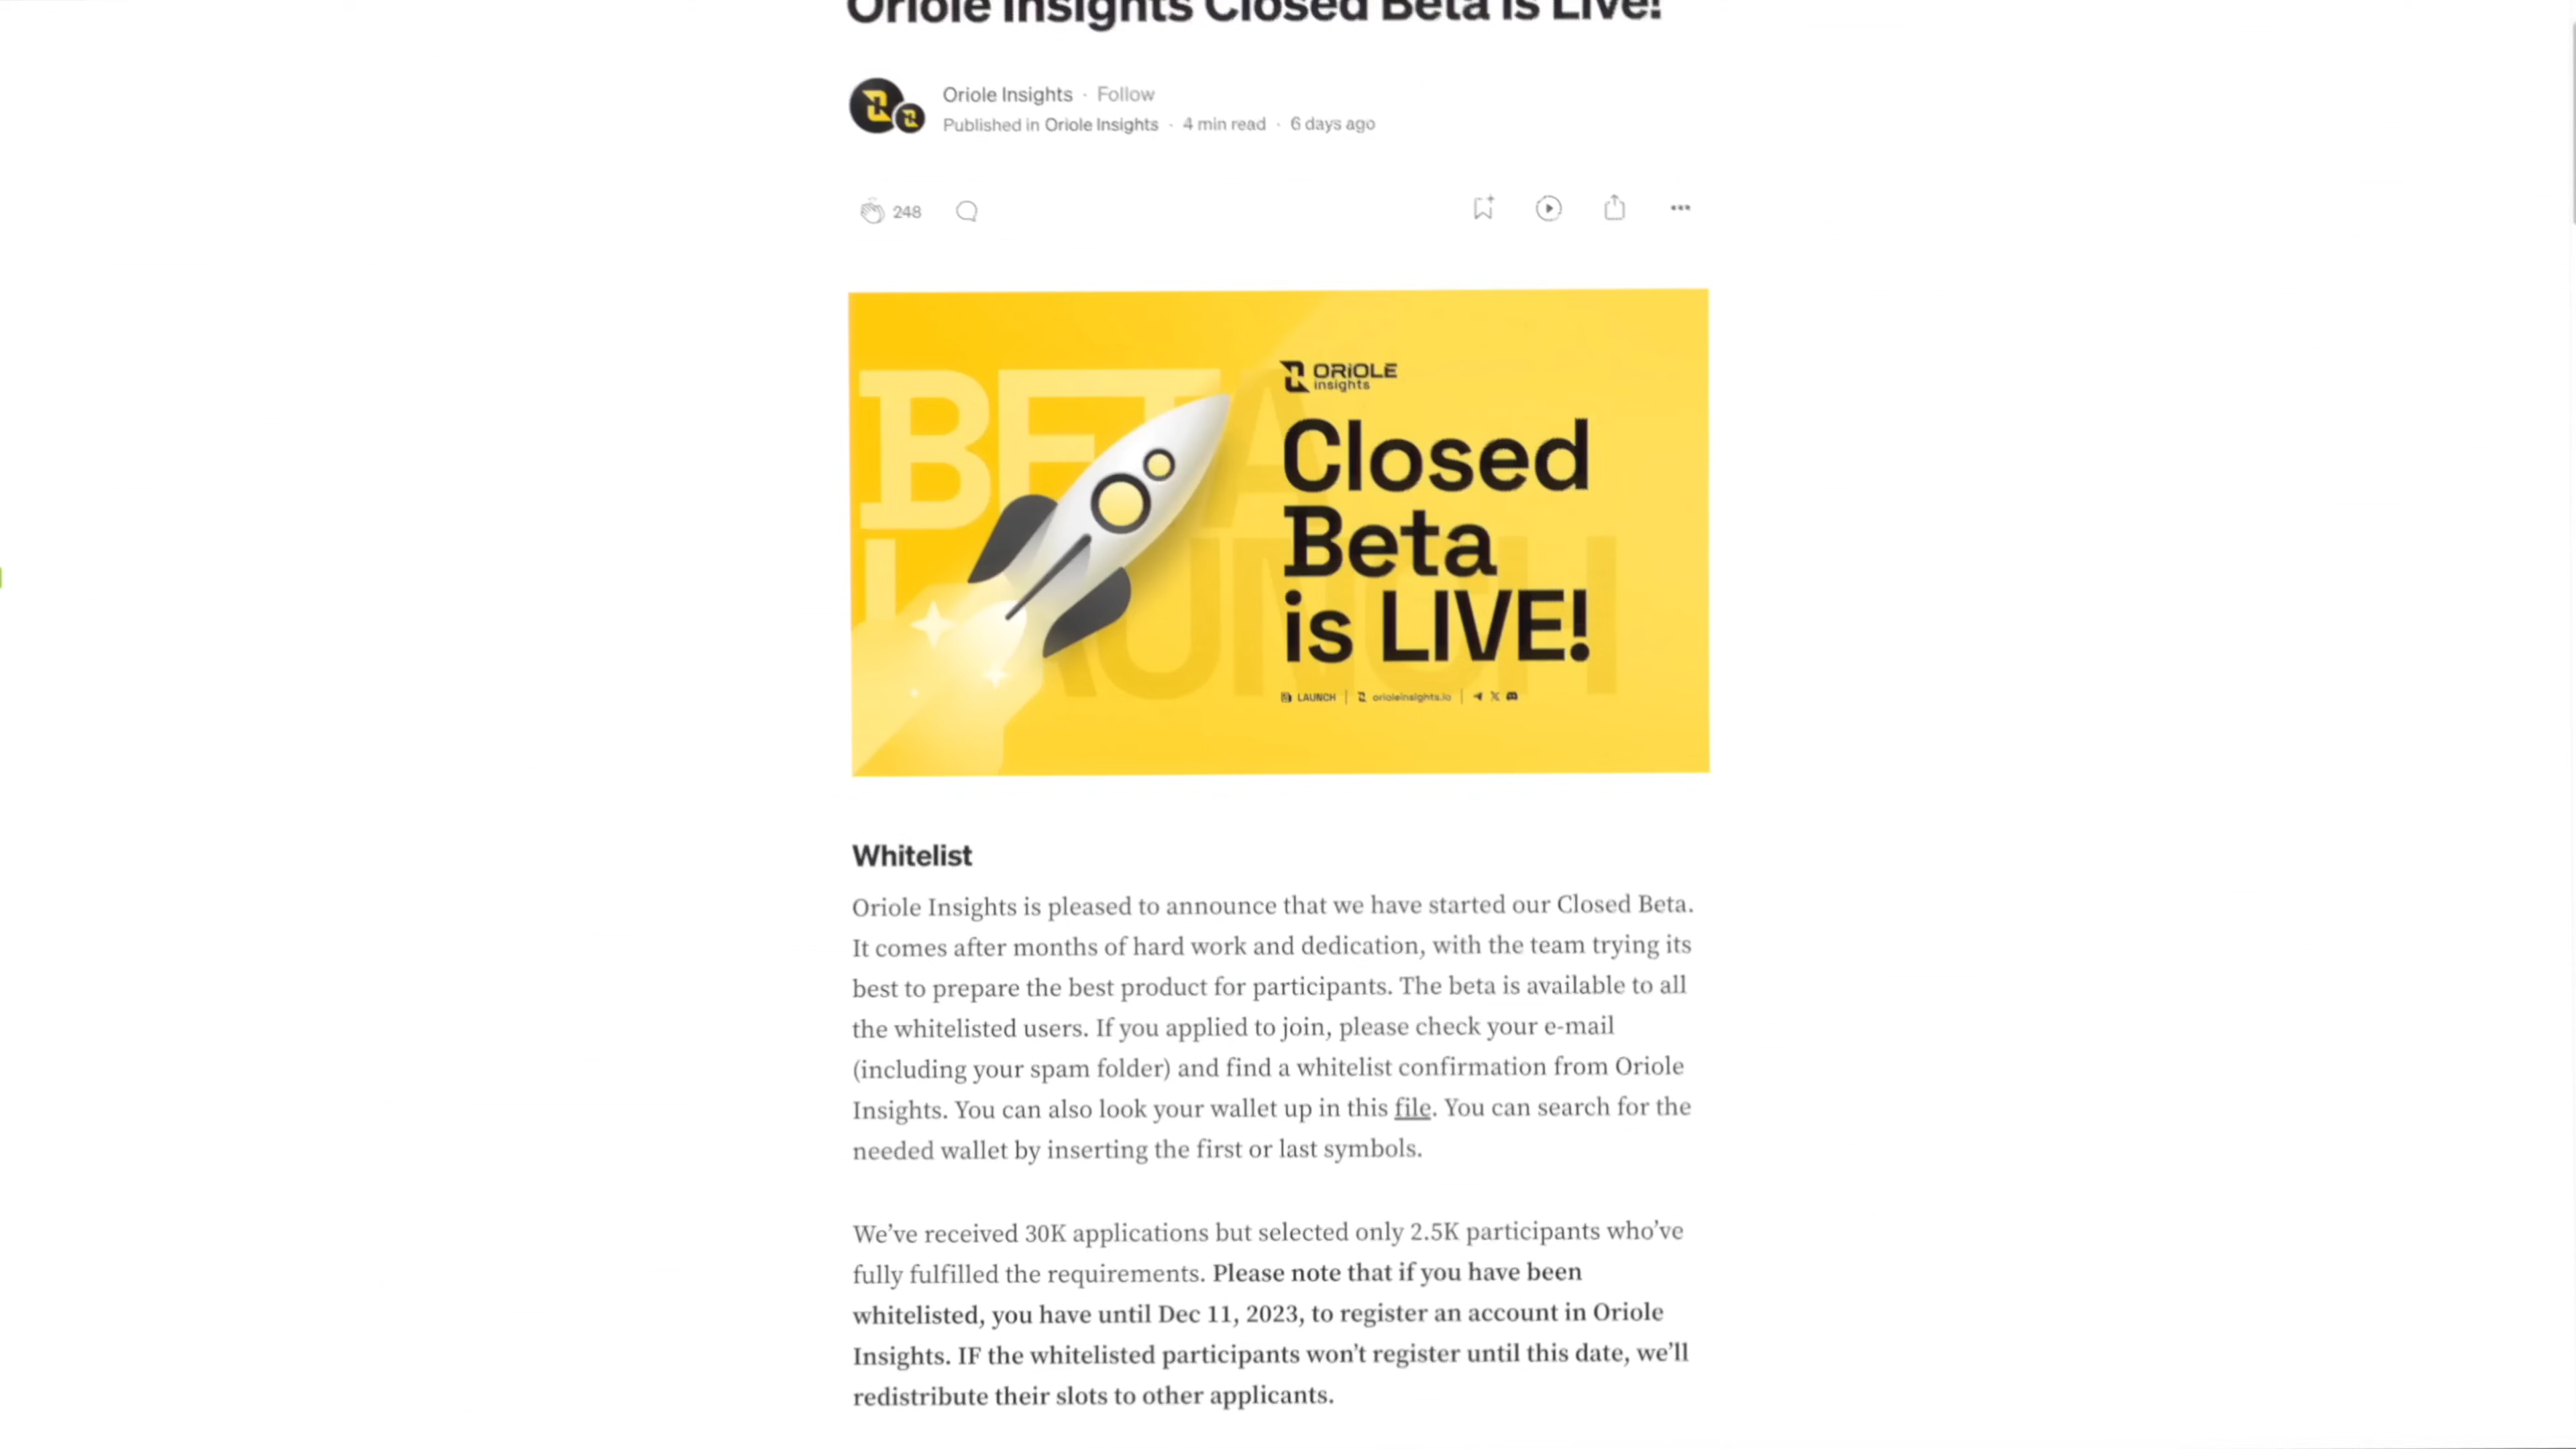 Oriole Insights Closed Beta is Live!
Oriole Insights · Follow
Published in Oriole Insights · 4 min read · 6 days ago
248
BETA
LAUNCH
ORiOLE
insights
Closed
Beta
is LIVE!
LAUNCH | orioleinsights.io |
Whitelist
Oriole Insights is pleased to announce that we have started our Closed Beta.
It comes after months of hard work and dedication, with the team trying its
best to prepare the best product for participants. The beta is available to all
the whitelisted users. If you applied to join, please check your e-mail
(including your spam folder) and find a whitelist confirmation from Oriole
Insights. You can also look your wallet up in this file. You can search for the
needed wallet by inserting the first or last symbols.
We’ve received 30K applications but selected only 2.5K participants who’ve
fully fulfilled the requirements. Please note that if you have been
whitelisted, you have until Dec 11, 2023, to register an account in Oriole
Insights. IF the whitelisted participants won’t register until this date, we’ll
redistribute their slots to other applicants.